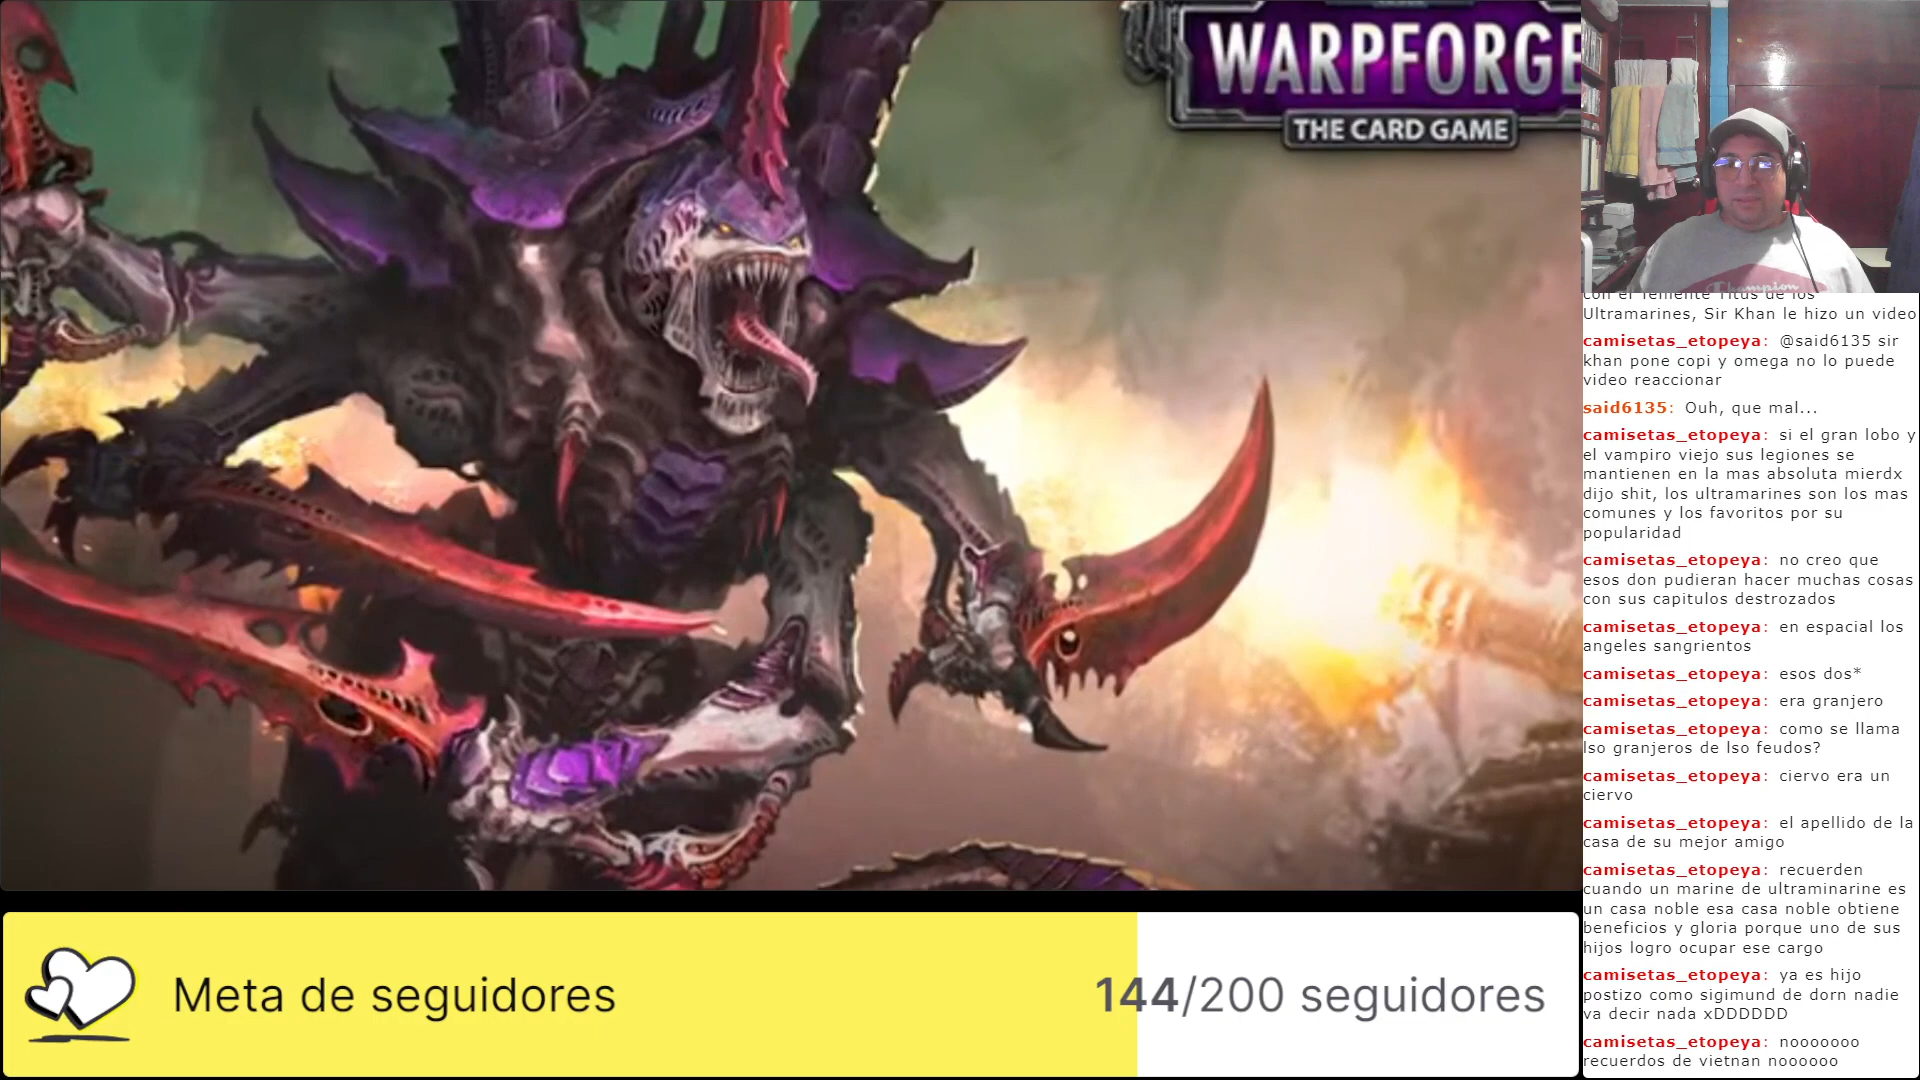 WARPFORGE
THE CARD GAME
Champion
Ultramarines, Sir Khan le hizo un video
camisetas_etopeya: @said6135 sir
khan pone copi y omega no lo puede
video reaccionar
said6135: Ouh, que mal...
camisetas_etopeya: si el gran lobo y
el vampiro viejo sus legiones se
mantienen en la mas absoluta mierdx
dijo shit, los ultramarines son los mas
comunes y los favoritos por su
popularidad
camisetas_etopeya: no creo que
esos don pudieran hacer muchas cosas
con sus capitulos destrozados
camisetas_etopeya: en espacial los
angeles sangrientos
camisetas_etopeya: esos dos*
camisetas_etopeya: era granjero
camisetas_etopeya: como se llama
lso granjeros de lso feudos?
camisetas_etopeya: ciervo era un
ciervo
camisetas_etopeya: el apellido de la
casa de su mejor amigo
camisetas_etopeya: recuerden
cuando un marine de ultraminarine es
un casa noble esa casa noble obtiene
beneficios y gloria porque uno de sus
hijos logro ocupar ese cargo
camisetas_etopeya: ya es hijo
postizo como sigimund de dorn nadie
va decir nada xDDDDDD
camisetas_etopeya: nooooooo
recuerdos de vietnan noooooo
Meta de seguidores
144/200 seguidores